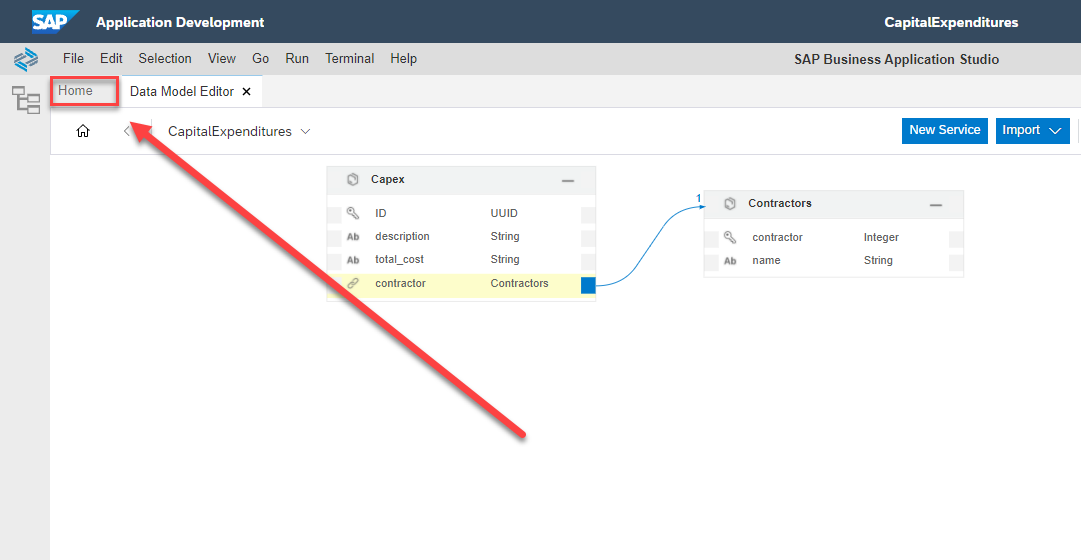 SAP Application Development CapitalExpenditures
File Edit Selection View Go Run Terminal Help SAP Business Application Studio
Home Data Model Editor
CapitalExpenditures New Service Import
Capex
ID UUID
Ab description String
Ab total_cost String
contractor Contractors
1 Contractors
contractor Integer
Ab name String